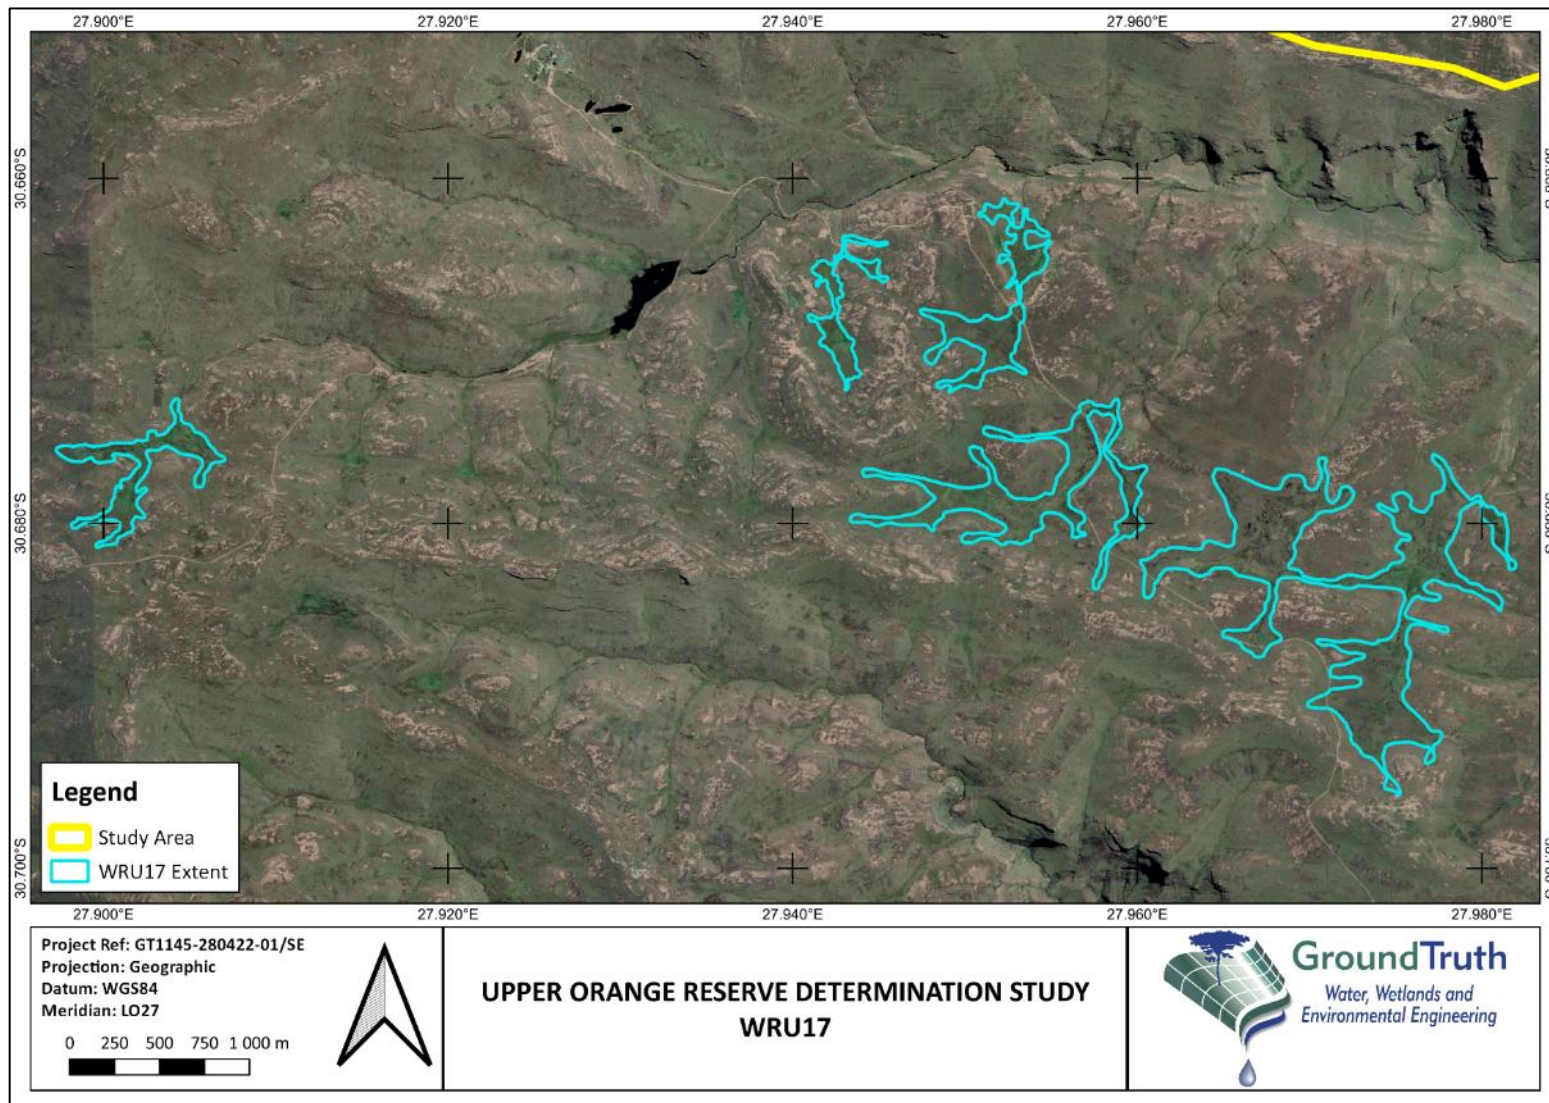 27.900°E 27.920°E 27.940°E 27.960°E 27.980°E
30.660°S
30.680°S
30.700°S
Legend
Study Area
WRU17 Extent
27.900°E 27.920°E 27.940°E 27.960°E 27.980°E
Project Ref: GT1145-280422-01/SE
Projection: Geographic
Datum: WGS84
Meridian: LO27
0 250 500 750 1 000 m
UPPER ORANGE RESERVE DETERMINATION STUDY
WRU17
GroundTruth
Water, Wetlands and
Environmental Engineering